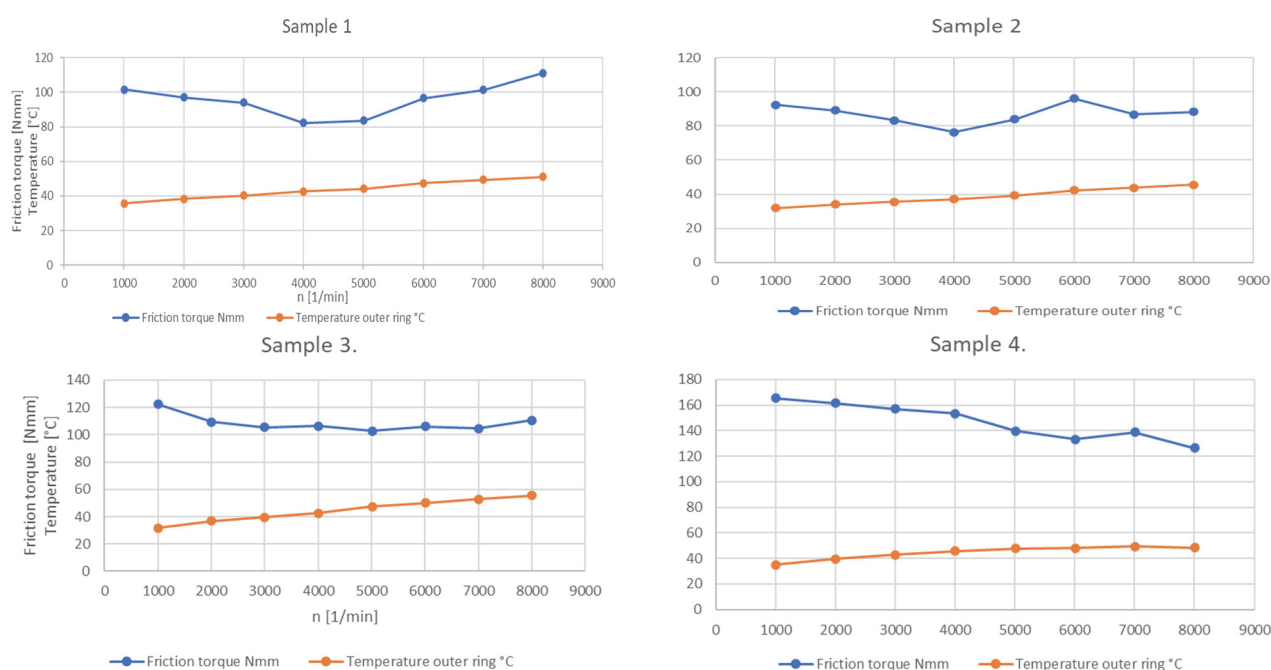 Sample 1
Friction torque [Nmm]
Temperature [°C]
120
100
80
60
40
20
0
0 1000 2000 3000 4000 5000 6000 7000 8000 9000
n [1/min]
Friction torque Nmm Temperature outer ring °C
Sample 2
120
100
80
60
40
20
0
0 1000 2000 3000 4000 5000 6000 7000 8000 9000
Friction torque Nmm Temperature outer ring °C
Sample 3.
Friction torque [Nmm]
Temperature [°C]
140
120
100
80
60
40
20
0
0 1000 2000 3000 4000 5000 6000 7000 8000 9000
n [1/min]
Friction torque Nmm Temperature outer ring °C
Sample 4.
180
160
140
120
100
80
60
40
20
0
0 1000 2000 3000 4000 5000 6000 7000 8000 9000
Friction torque Nmm Temperature outer ring °C